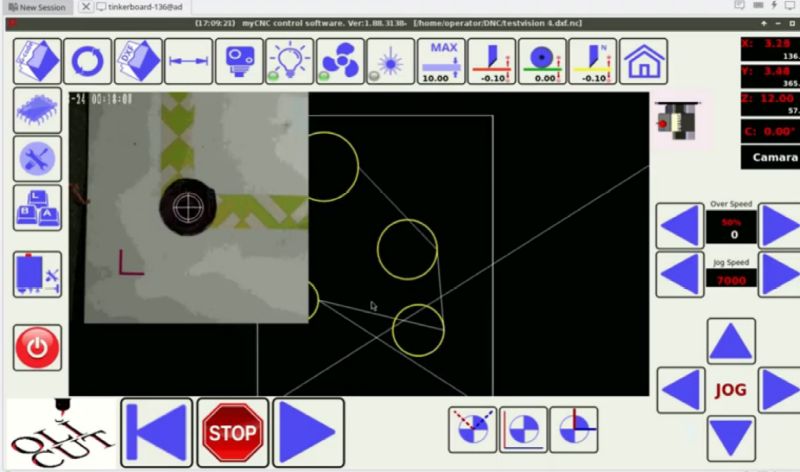 New Session
tinkerboard-136@ad
[17:09:21] myCNC control software. Ver:1.88.3138- [/home/operator/DNC/testvision 4.dxf.nc]
G-code
DXF
MAX
10.00
-0.10
0.00
N
-0.10
X: 3.28
136.
Y: 3.48
365.
Z: 12.00
57.
C: 0.00°
Camara
-24 00:18:08
L
B A
Over Speed
50%
0
Jog Speed
7000
JOG
OLI
CUT
STOP